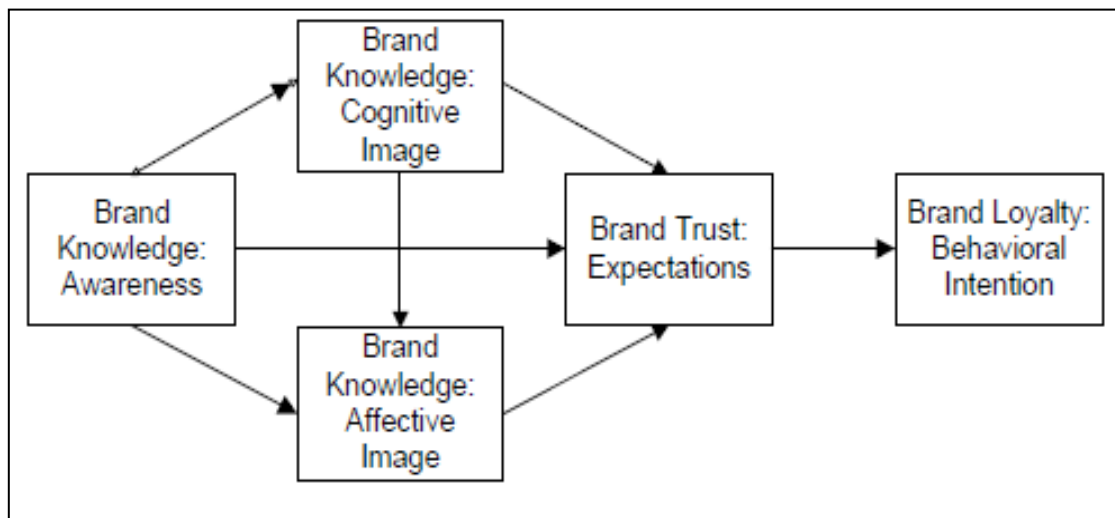 Brand
Knowledge:
Cognitive
Image
Brand
Knowledge:
Awareness
Brand Trust:
Expectations
Brand Loyalty:
Behavioral
Intention
Brand
Knowledge:
Affective
Image